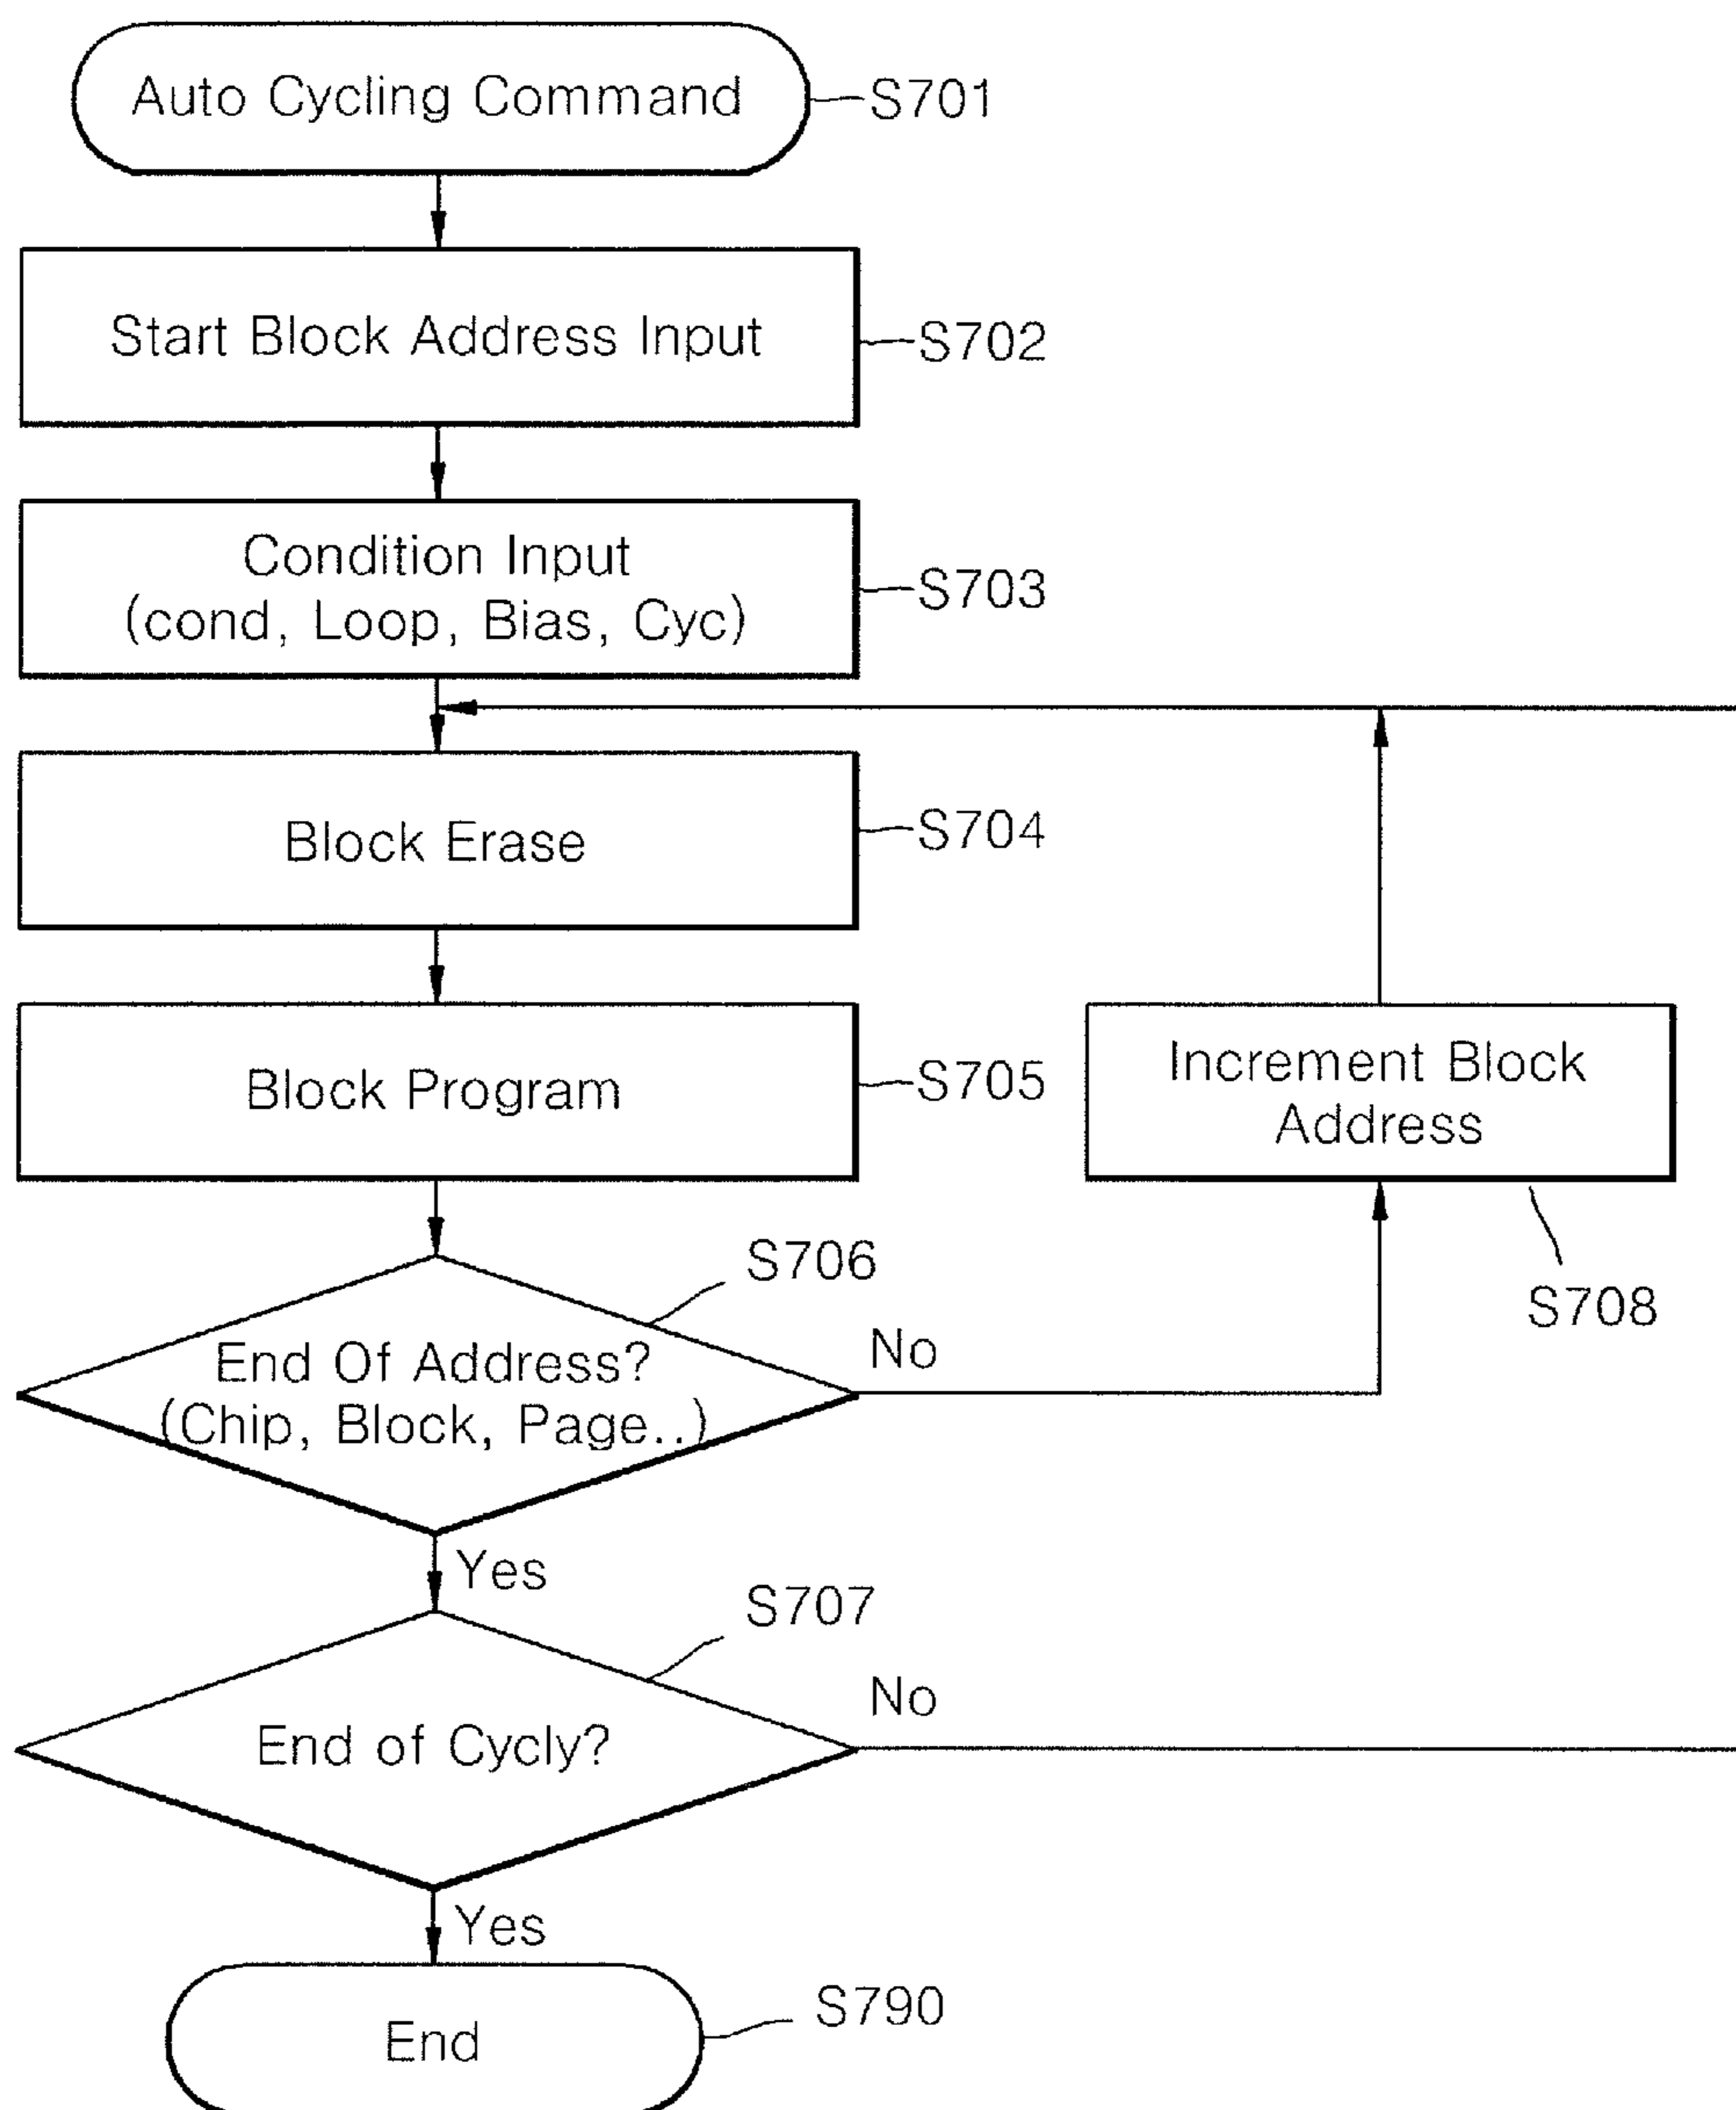 Auto Cycling Command
S701
Start Block Address Input
S702
Condition Input
(cond, Loop, Bias, Cyc)
S703
Block Erase
S704
Block Program
S705
Increment Block
Address
S708
S706
End Of Address?
(Chip, Block, Page..)
No
Yes
S707
End of Cycly?
No
Yes
End
S790